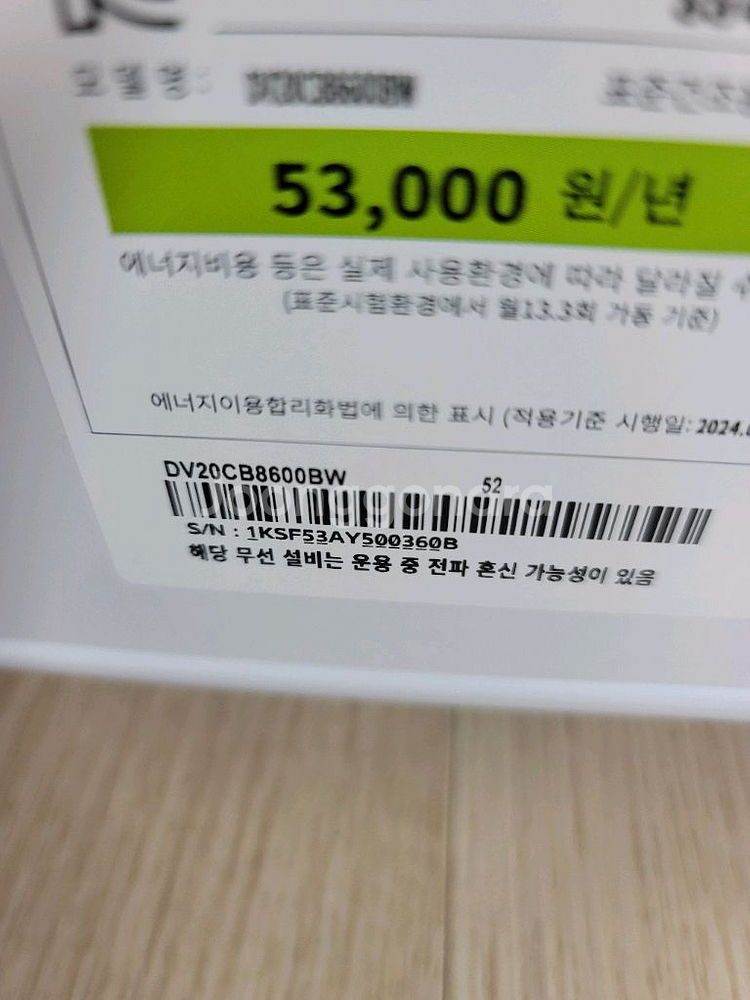 모델명:
53,000 원/년
에너지비용 등은 실제 사용환경에 따라 달라질 수
(표준시험환경에서 월13.3회 가동 기준)
에너지이용합리화법에 의한 표시 (적용기준 시행일: 2024.
DV20CB8600BW 52
S/N : 1KSF53AY500360B
해당 무선 설비는 운용 중 전파 혼신 가능성이 있음